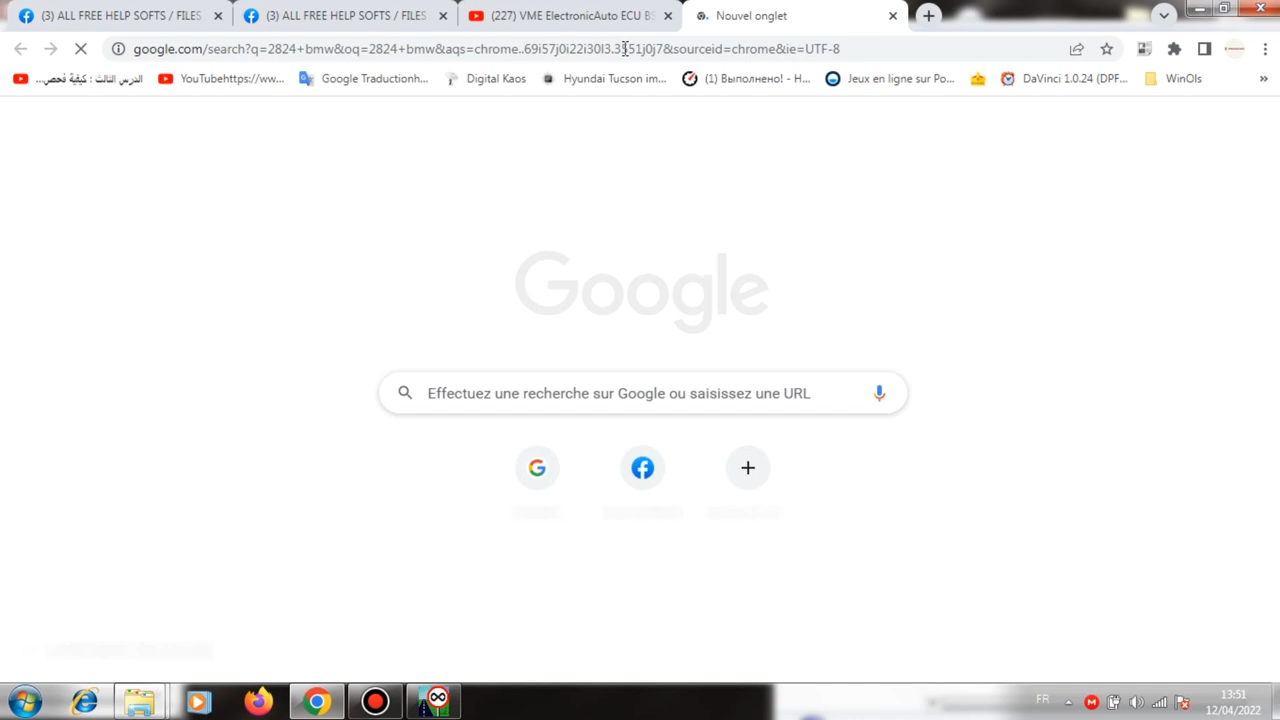 (3) ALL FREE HELP SOFTS / FILES
(3) ALL FREE HELP SOFTS / FILES
(227) VME ElectronicAuto ECU BS
Nouvel onglet
google.com/search?q=2824+bmw&oq=2824+bmw&aqs=chrome..69i57j0i22i30l3.3351j0j7&sourceid=chrome&ie=UTF-8
الدرس الثالث : كيفية فحص...
YouTubehttps://ww...
Google Traductionh...
Digital Kaos
Hyundai Tucson im...
(1) Выполнено! - H...
Jeux en ligne sur Po...
DaVinci 1.0.24 (DPF...
WinOls
»
Google
Effectuez une recherche sur Google ou saisissez une URL
FR
13:51
12/04/2022